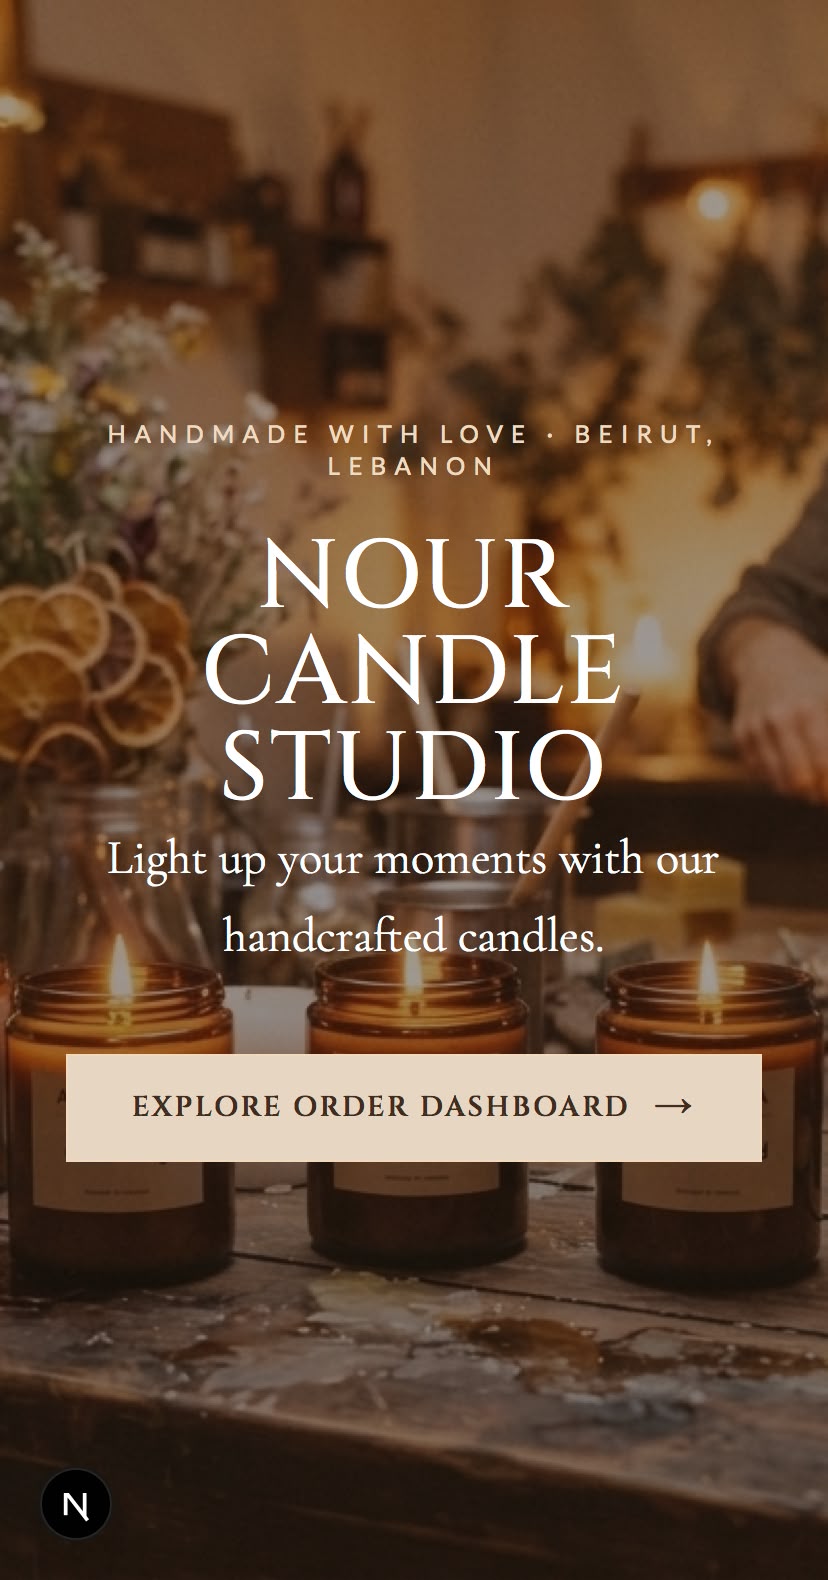 HANDMADE WITH LOVE · BEIRUT,
LEBANON
NOUR
CANDLE
STUDIO
Light up your moments with our
handcrafted candles.
EXPLORE ORDER DASHBOARD →
N